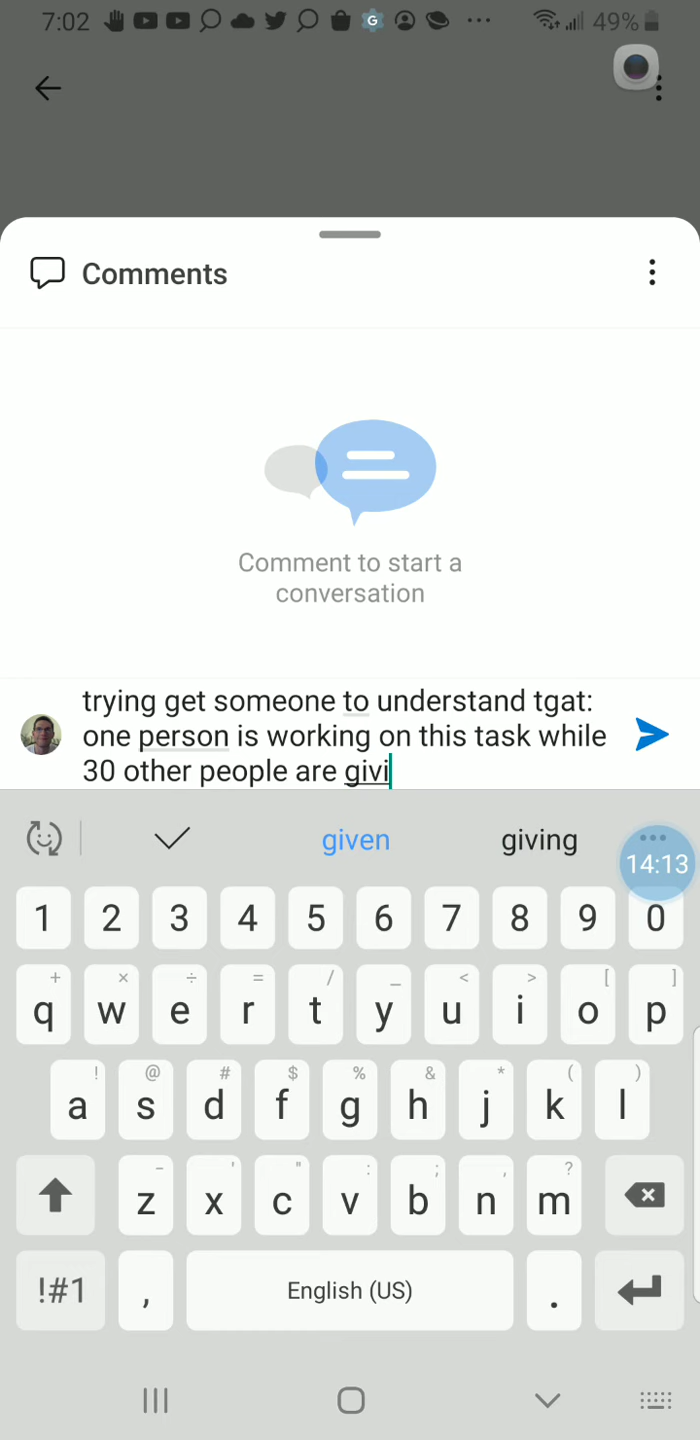 7:02 49%
Comments
Comment to start a
conversation
trying get someone to understand tgat:
one person is working on this task while
30 other people are givi
given giving
14:13
1 2 3 4 5 6 7 8 9 0
+ × ÷ = / _ < > [ ]
q w e r t y u i o p
! @ # $ % & * ( )
a s d f g h j k l
- ' " : ; , ?
z x c v b n m
!#1 , English (US) .